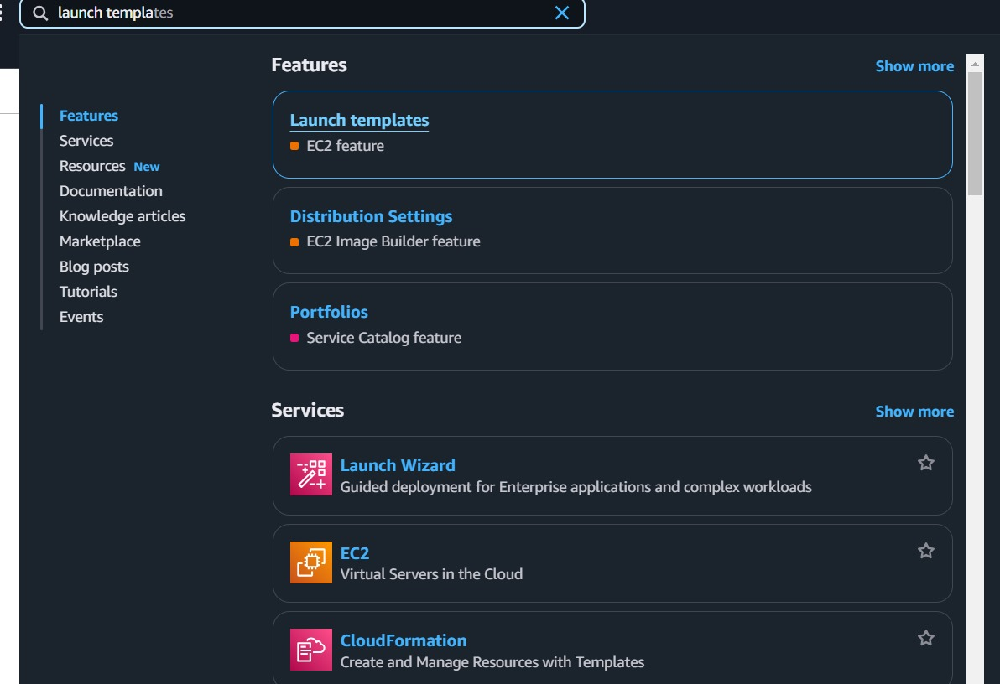 launch templates
Features
Show more
Features
Services
Resources New
Documentation
Knowledge articles
Marketplace
Blog posts
Tutorials
Events
Launch templates
EC2 feature
Distribution Settings
EC2 Image Builder feature
Portfolios
Service Catalog feature
Services
Show more
Launch Wizard
Guided deployment for Enterprise applications and complex workloads
EC2
Virtual Servers in the Cloud
CloudFormation
Create and Manage Resources with Templates